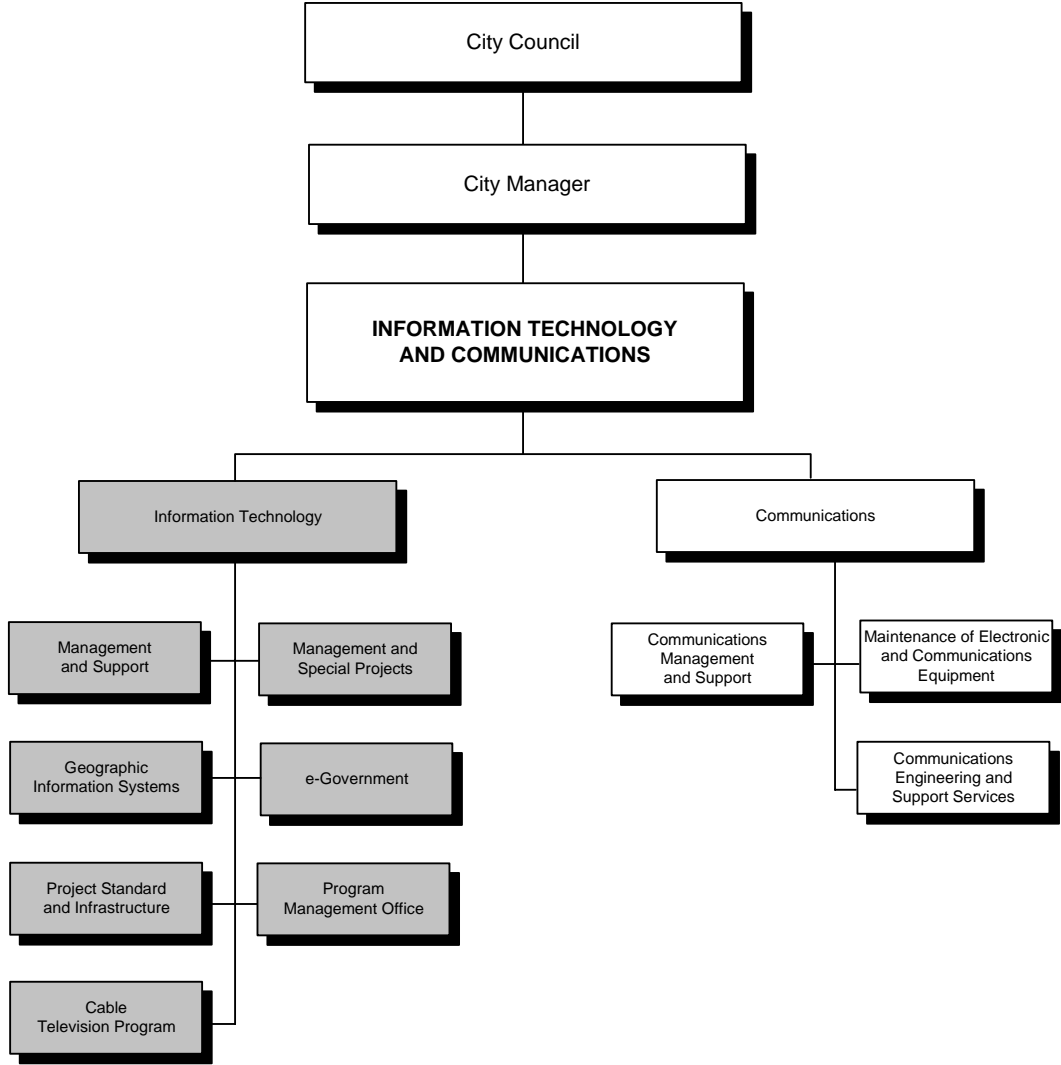 City Council
City Manager
INFORMATION TECHNOLOGY
AND COMMUNICATIONS
Information Technology
Communications
Management
and Support
Management and
Special Projects
Communications
Management
and Support
Maintenance of Electronic
and Communications
Equipment
Geographic
Information Systems
e-Government
Communications
Engineering and
Support Services
Project Standard
and Infrastructure
Program
Management Office
Cable
Television Program